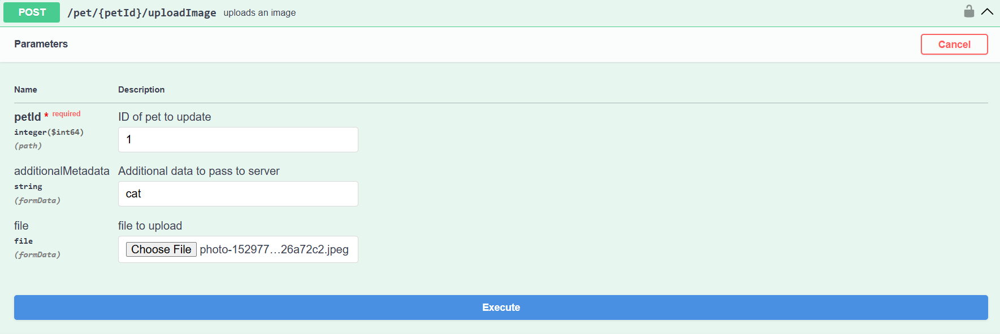 POST /pet/{petId}/uploadImage uploads an image
Parameters
Cancel
Name Description
petId * required ID of pet to update
integer($int64)
(path)
1
additionalMetadata Additional data to pass to server
string
(formData)
cat
file file to upload
file
(formData)
Choose File photo-152977…26a72c2.jpeg
Execute